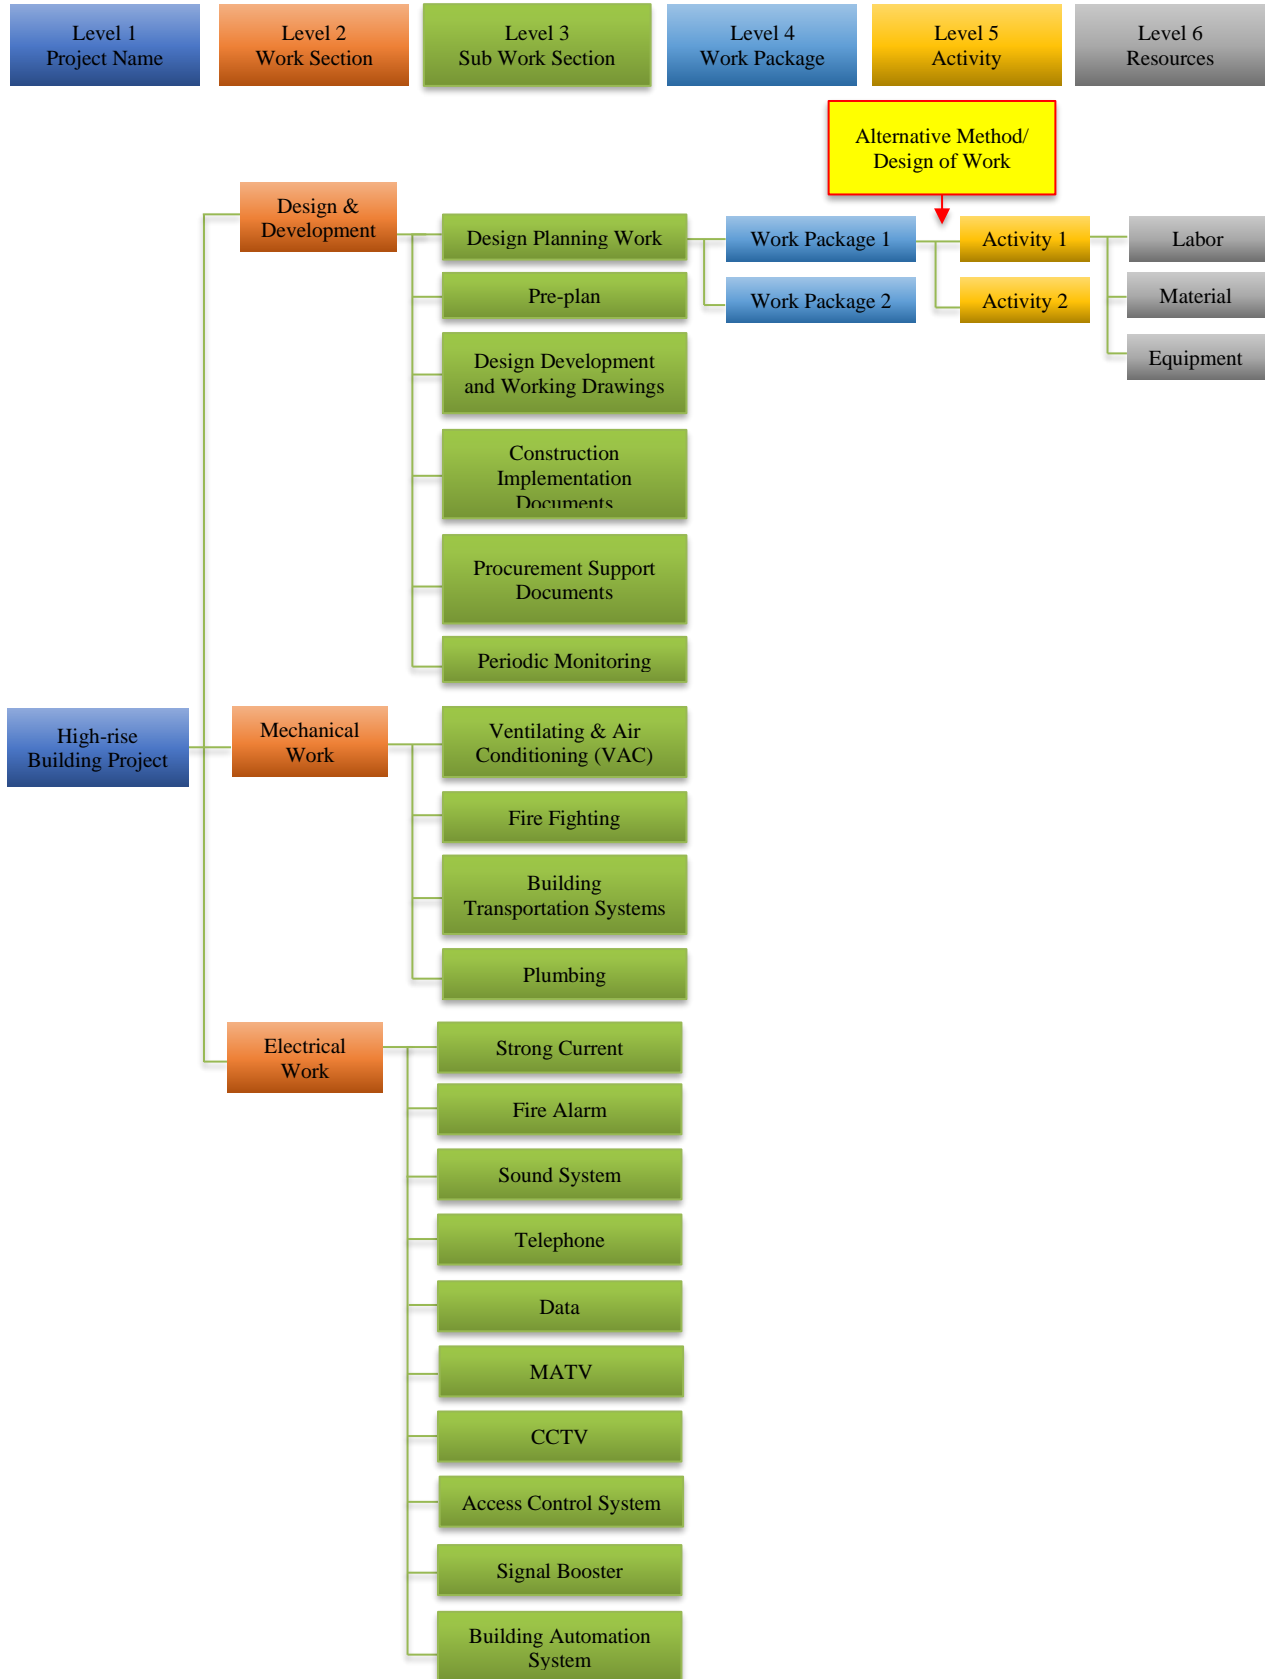 Level 1
Project Name
Level 2
Work Section
Level 3
Sub Work Section
Level 4
Work Package
Level 5
Activity
Level 6
Resources
Alternative Method/
Design of Work
Design &
Development
Design Planning Work
Work Package 1
Activity 1
Labor
Pre-plan
Work Package 2
Activity 2
Material
Equipment
Design Development
and Working Drawings
Construction
Implementation
Documents
Procurement Support
Documents
Periodic Monitoring
High-rise
Building Project
Mechanical
Work
Ventilating & Air
Conditioning (VAC)
Fire Fighting
Building
Transportation Systems
Plumbing
Electrical
Work
Strong Current
Fire Alarm
Sound System
Telephone
Data
MATV
CCTV
Access Control System
Signal Booster
Building Automation
System